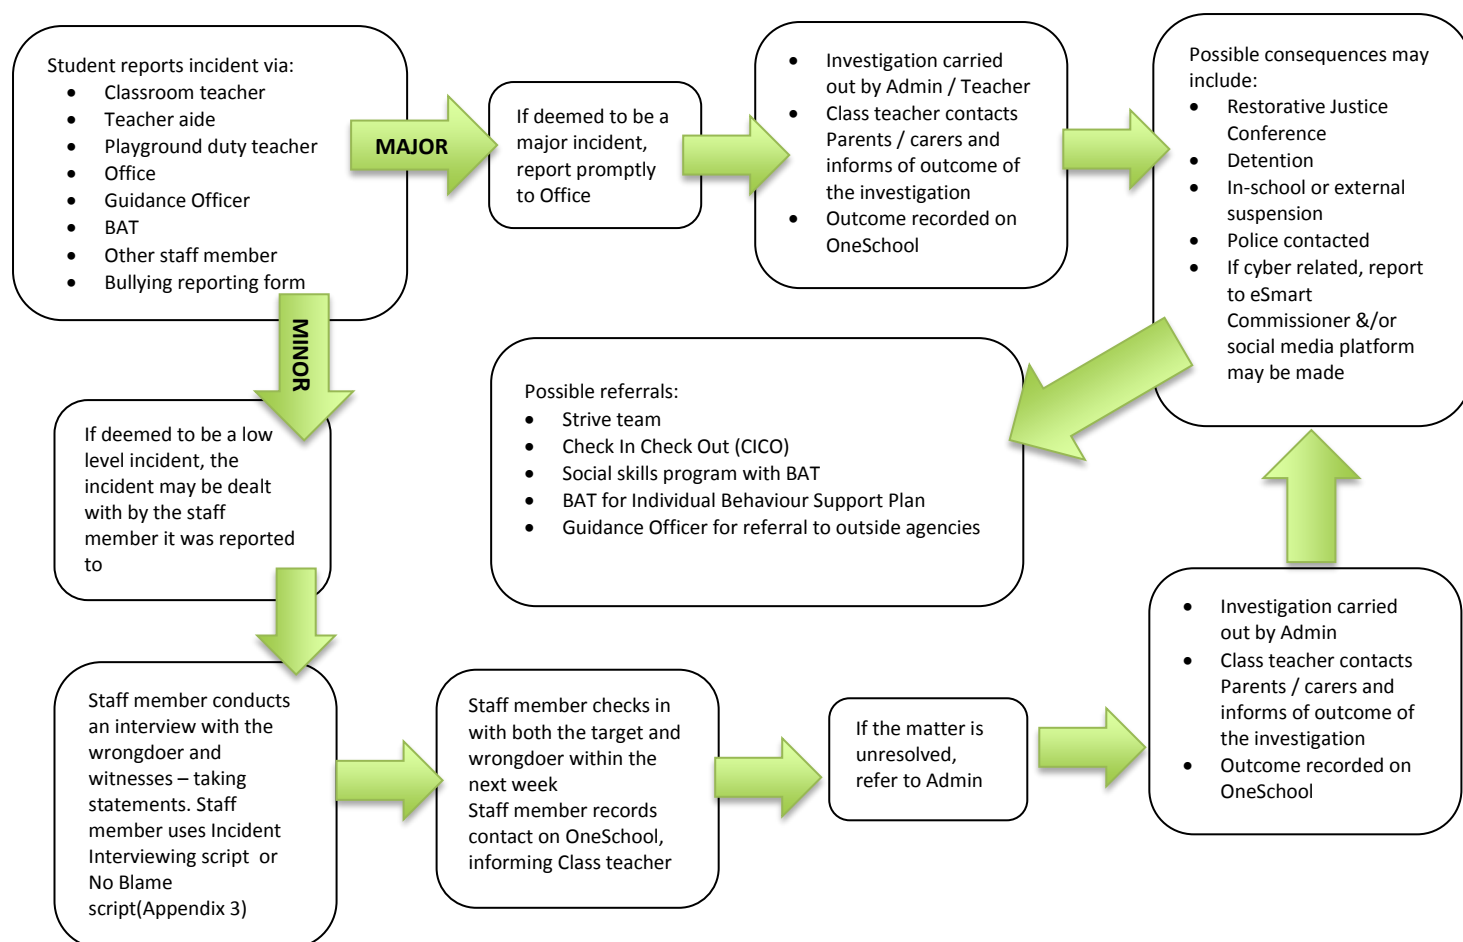 Student reports incident via:
• Classroom teacher
• Teacher aide
• Playground duty teacher
• Office
• Guidance Officer
• BAT
• Other staff member
• Bullying reporting form
MAJOR
If deemed to be a
major incident,
report promptly
to Office
• Investigation carried
out by Admin / Teacher
• Class teacher contacts
Parents / carers and
informs of outcome of
the investigation
• Outcome recorded on
OneSchool
Possible consequences may
include:
• Restorative Justice
Conference
• Detention
• In-school or external
suspension
• Police contacted
• If cyber related, report
to eSmart
Commissioner &/or
social media platform
may be made
MINOR
If deemed to be a low
level incident, the
incident may be dealt
with by the staff
member it was reported
to
Possible referrals:
• Strive team
• Check In Check Out (CICO)
• Social skills program with BAT
• BAT for Individual Behaviour Support Plan
• Guidance Officer for referral to outside agencies
Staff member conducts
an interview with the
wrongdoer and
witnesses – taking
statements. Staff
member uses Incident
Interviewing script or
No Blame
script(Appendix 3)
Staff member checks in
with both the target and
wrongdoer within the
next week
Staff member records
contact on OneSchool,
informing Class teacher
If the matter is
unresolved,
refer to Admin
• Investigation carried
out by Admin
• Class teacher contacts
Parents / carers and
informs of outcome of
the investigation
• Outcome recorded on
OneSchool